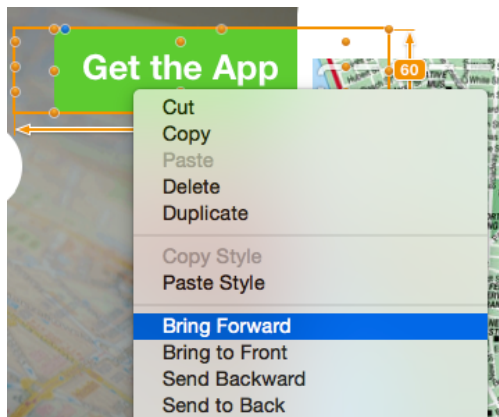 Get the App
60
Cut
Copy
Paste
Delete
Duplicate
Copy Style
Paste Style
Bring Forward
Bring to Front
Send Backward
Send to Back